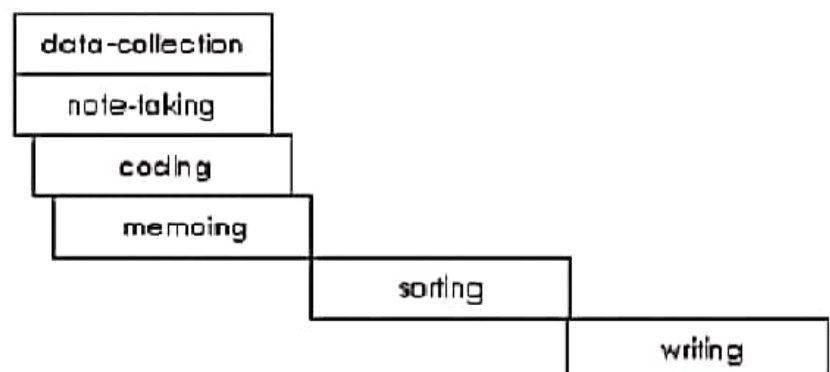 data-collection
note-taking
coding
memoing
sorting
writing